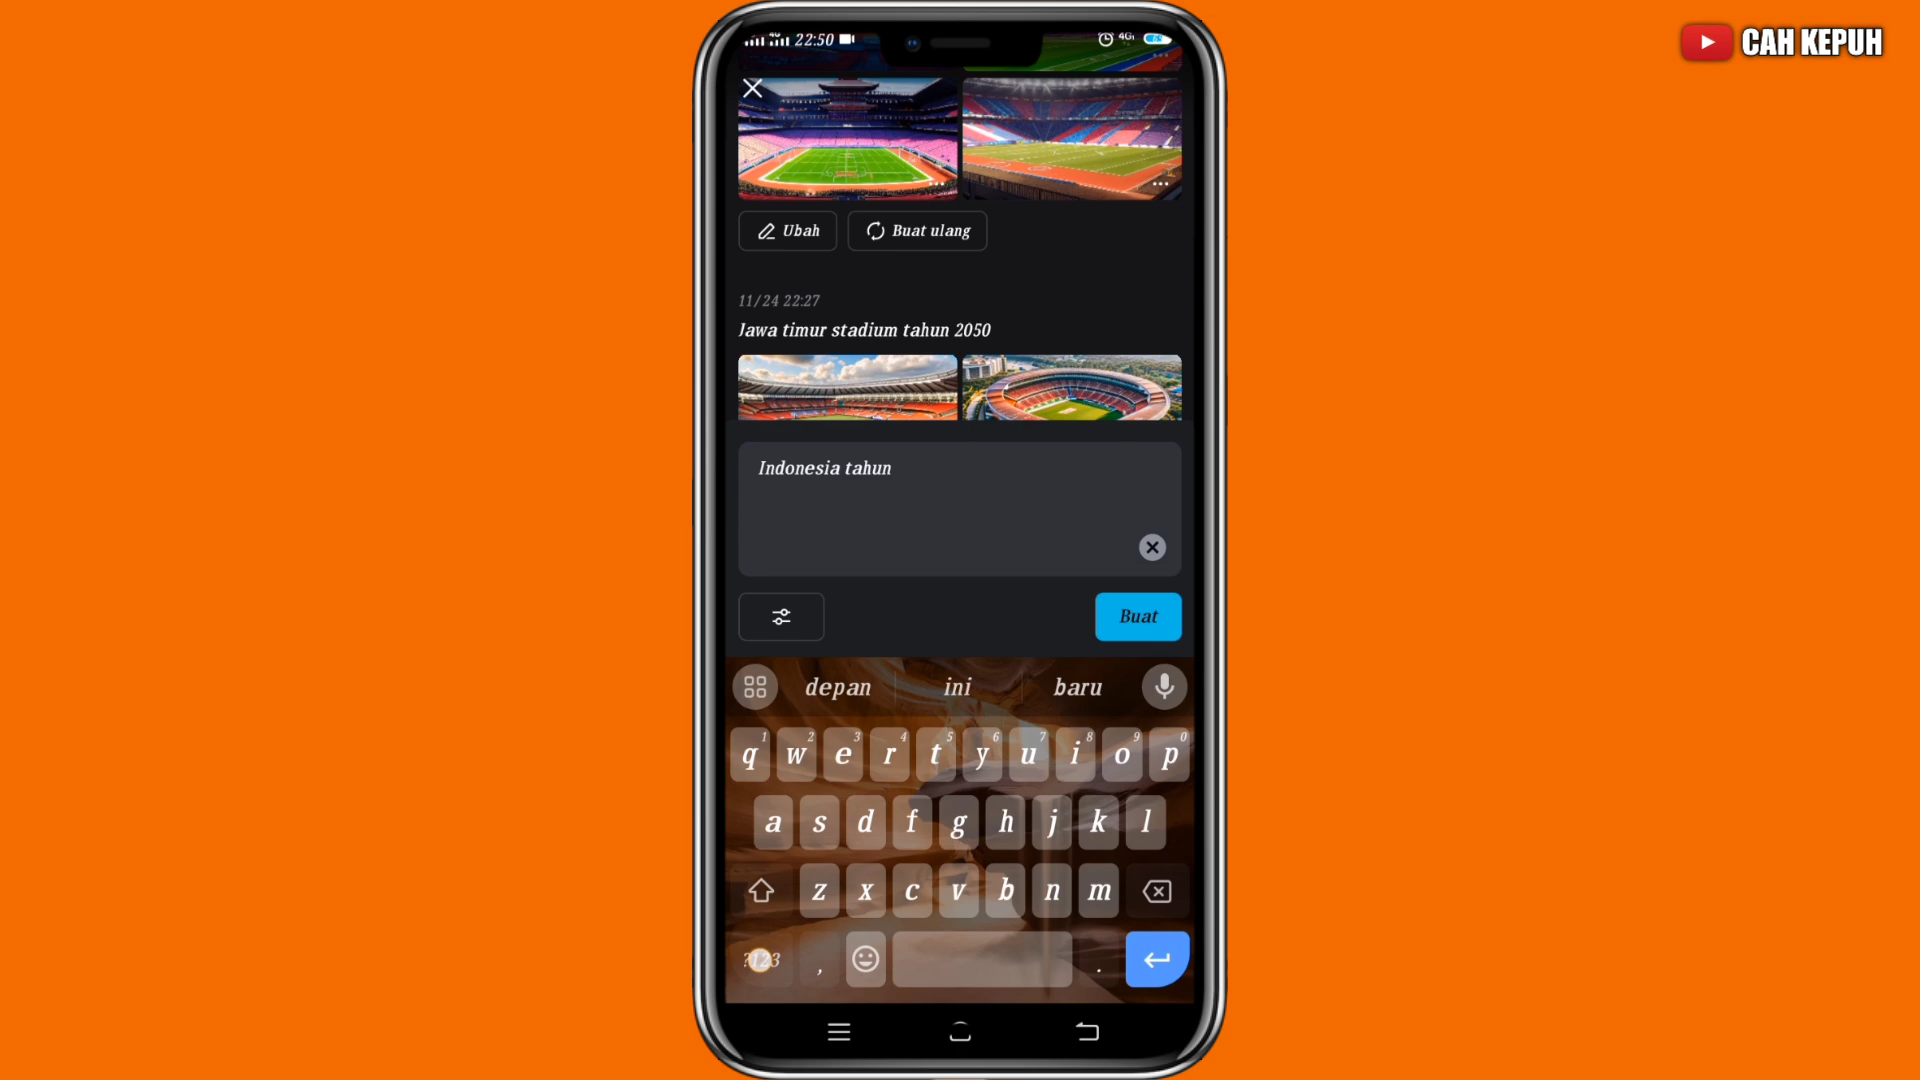 CAH KEPUH
22:50
4G
Ubah
Buat ulang
11/24 22:27
Jawa timur stadium tahun 2050
Indonesia tahun
Buat
depan ini baru
q w e r t y u i o p
1 2 3 4 5 6 7 8 9 0
a s d f g h j k l
z x c v b n m
?123 , .